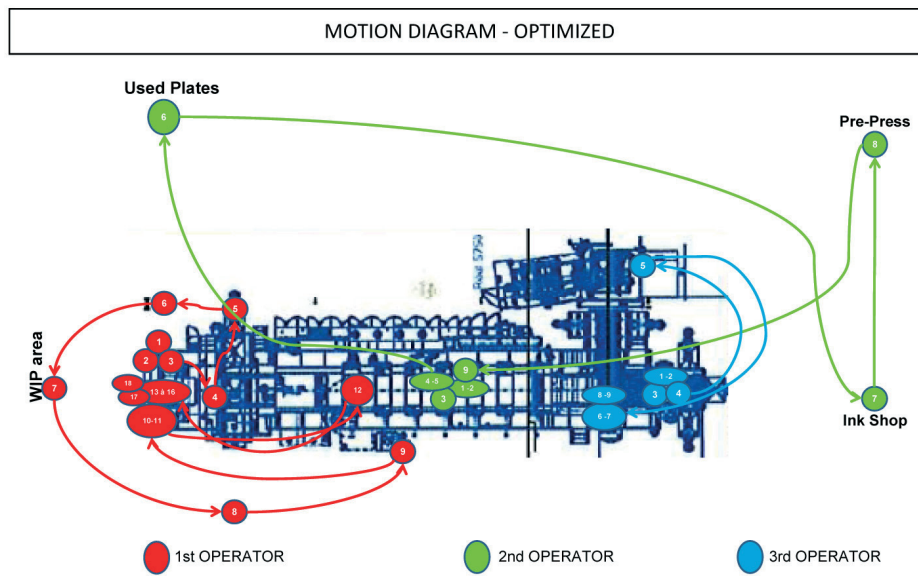 MOTION DIAGRAM - OPTIMIZED
Used Plates
6
Pre-Press
8
5
6
5
1
2
3
WIP area
7
18
13 à 16
17
4
12
10-11
9
4 -5
1 -2
3
1 -2
8 -9
3
4
6 -7
7
Ink Shop
9
8
1st OPERATOR
2nd OPERATOR
3rd OPERATOR